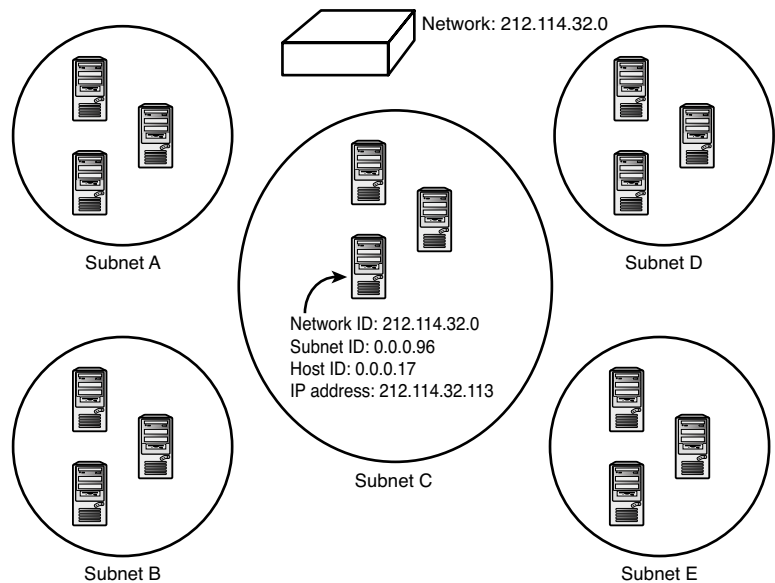 Network: 212.114.32.0
Subnet A
Subnet D
Network ID: 212.114.32.0
Subnet ID: 0.0.0.96
Host ID: 0.0.0.17
IP address: 212.114.32.113
Subnet C
Subnet B
Subnet E